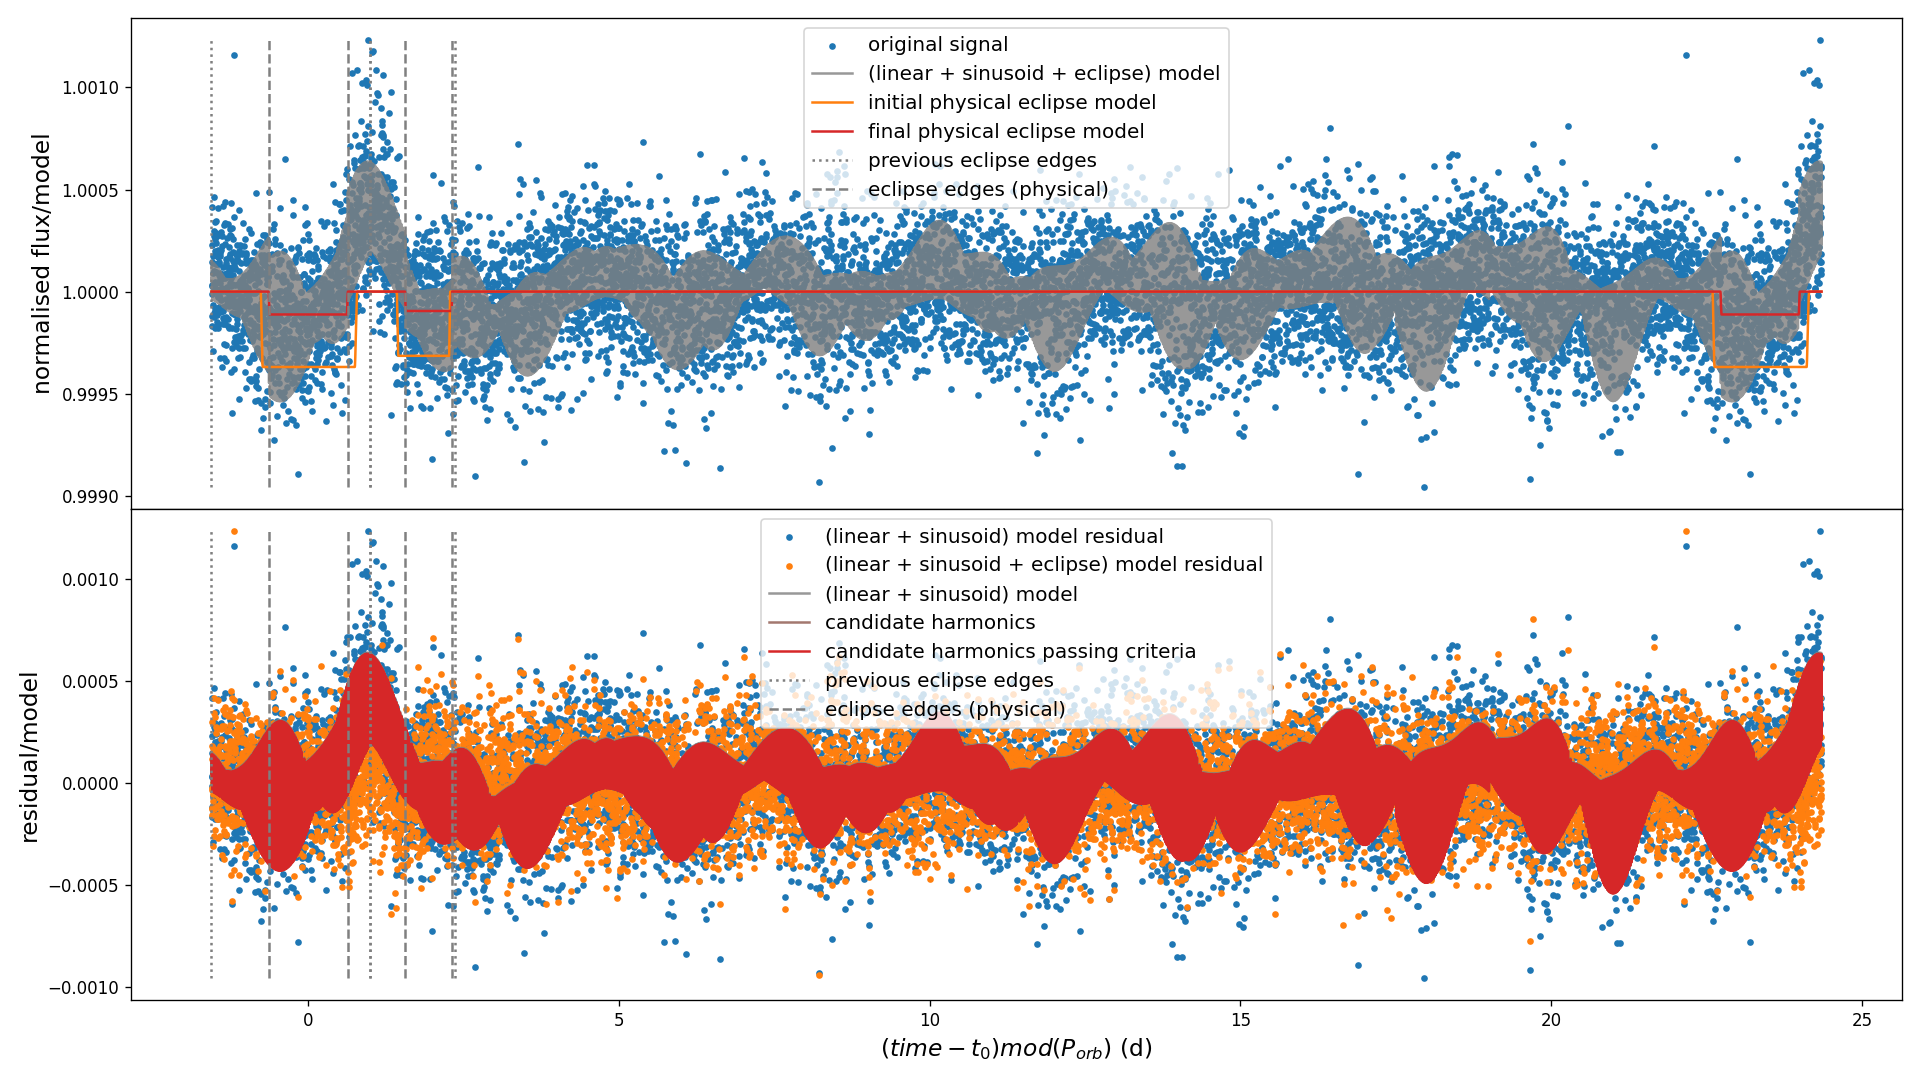 original signal
(linear + sinusoid + eclipse) model
initial physical eclipse model
final physical eclipse model
previous eclipse edges
eclipse edges (physical)
normalised flux/model
1.0010
1.0005
1.0000
0.9995
0.9990
(linear + sinusoid) model residual
(linear + sinusoid + eclipse) model residual
(linear + sinusoid) model
candidate harmonics
candidate harmonics passing criteria
previous eclipse edges
eclipse edges (physical)
residual/model
0.0010
0.0005
0.0000
−0.0005
−0.0010
0 5 10 15 20 25
(time − t₀)mod(Pₒᵣb) (d)